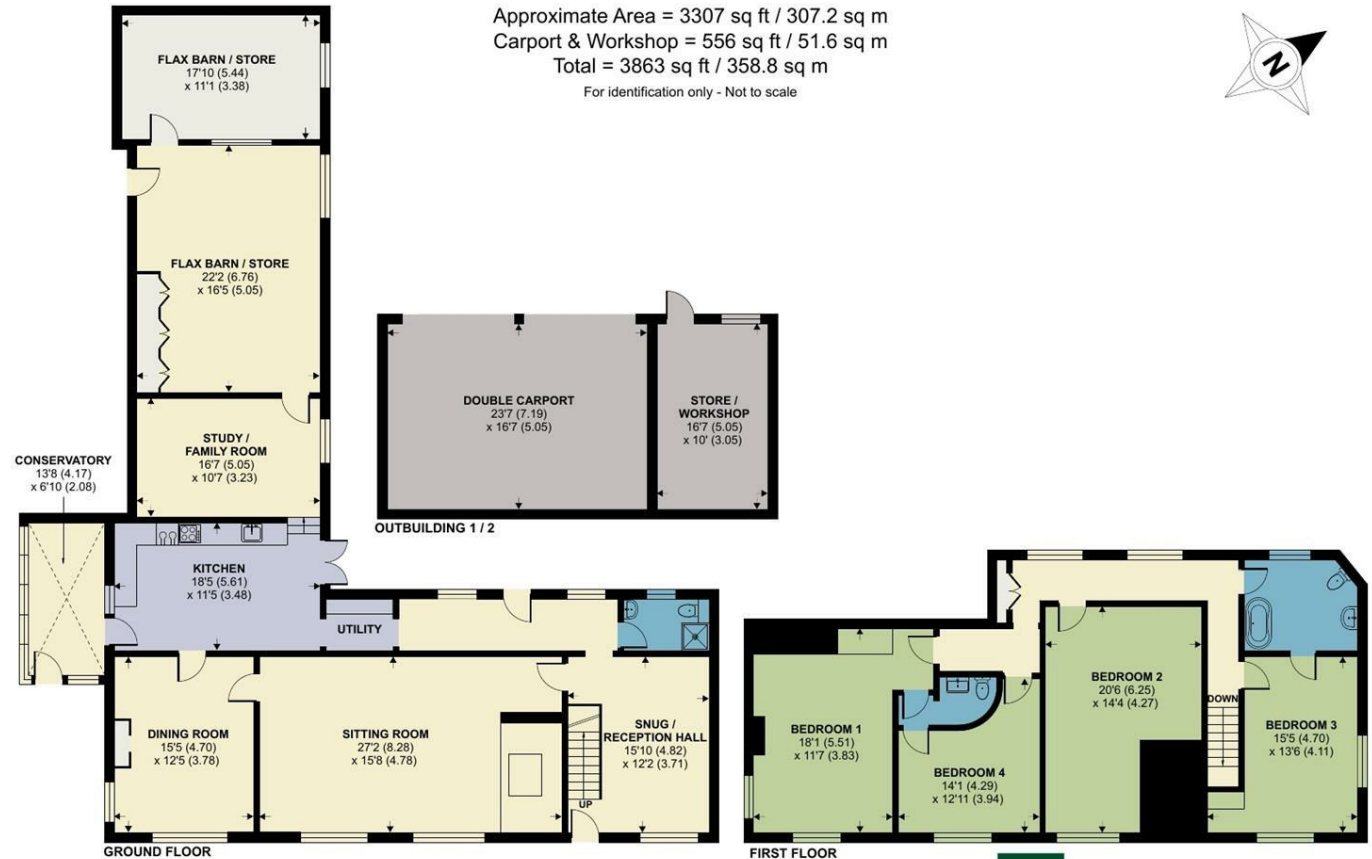 Approximate Area = 3307 sq ft / 307.2 sq m
Carport & Workshop = 556 sq ft / 51.6 sq m
Total = 3863 sq ft / 358.8 sq m
For identification only - Not to scale
N
FLAX BARN / STORE
17'10 (5.44)
x 11'1 (3.38)
FLAX BARN / STORE
22'2 (6.76)
x 16'5 (5.05)
STUDY /
FAMILY ROOM
16'7 (5.05)
x 10'7 (3.23)
CONSERVATORY
13'8 (4.17)
x 6'10 (2.08)
KITCHEN
18'5 (5.61)
x 11'5 (3.48)
UTILITY
DINING ROOM
15'5 (4.70)
x 12'5 (3.78)
SITTING ROOM
27'2 (8.28)
x 15'8 (4.78)
SNUG /
RECEPTION HALL
15'10 (4.82)
x 12'2 (3.71)
UP
GROUND FLOOR
DOUBLE CARPORT
23'7 (7.19)
x 16'7 (5.05)
STORE /
WORKSHOP
16'7 (5.05)
x 10' (3.05)
OUTBUILDING 1 / 2
BEDROOM 1
18'1 (5.51)
x 11'7 (3.83)
BEDROOM 4
14'1 (4.29)
x 12'11 (3.94)
BEDROOM 2
20'6 (6.25)
x 14'4 (4.27)
DOWN
BEDROOM 3
15'5 (4.70)
x 13'6 (4.11)
FIRST FLOOR